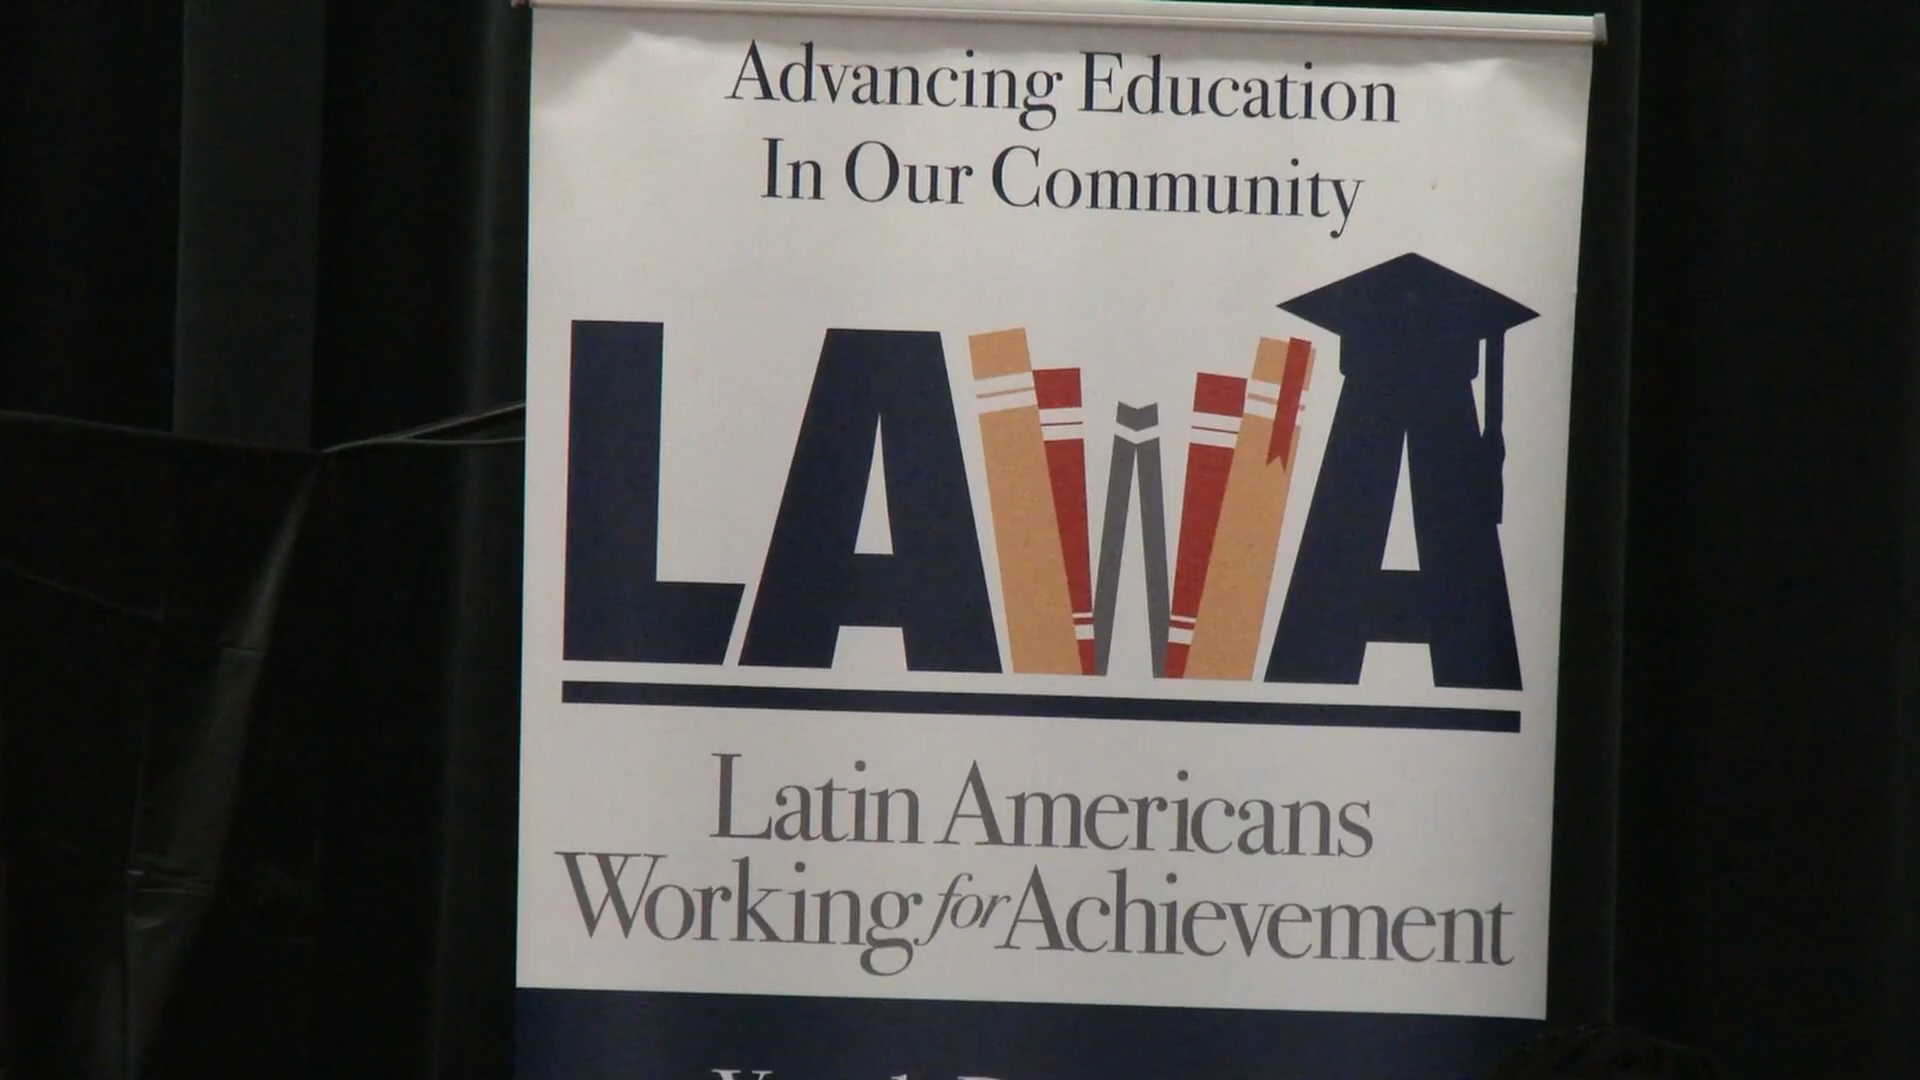 Advancing Education
In Our Community
LAWA
Latin Americans
Working for Achievement